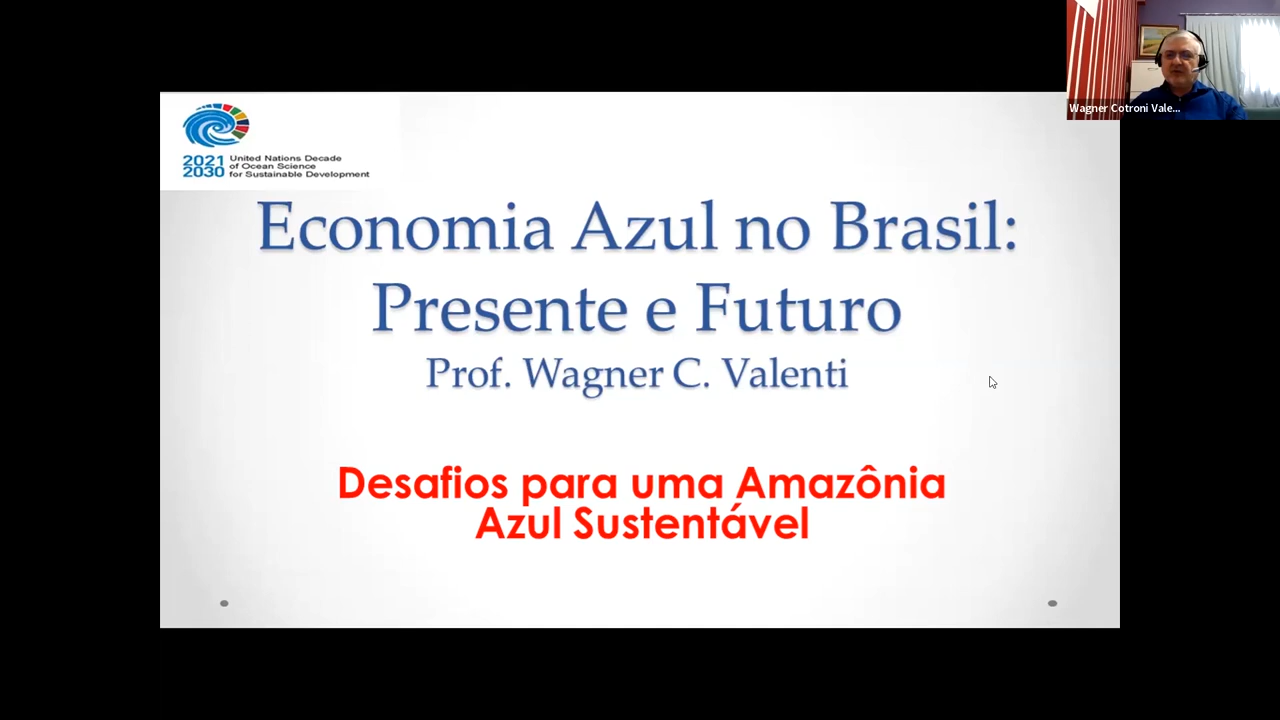 Wagner Cotroni Vale...
2021
2030
United Nations Decade
of Ocean Science
for Sustainable Development
Economia Azul no Brasil:
Presente e Futuro
Prof. Wagner C. Valenti
Desafios para uma Amazônia
Azul Sustentável